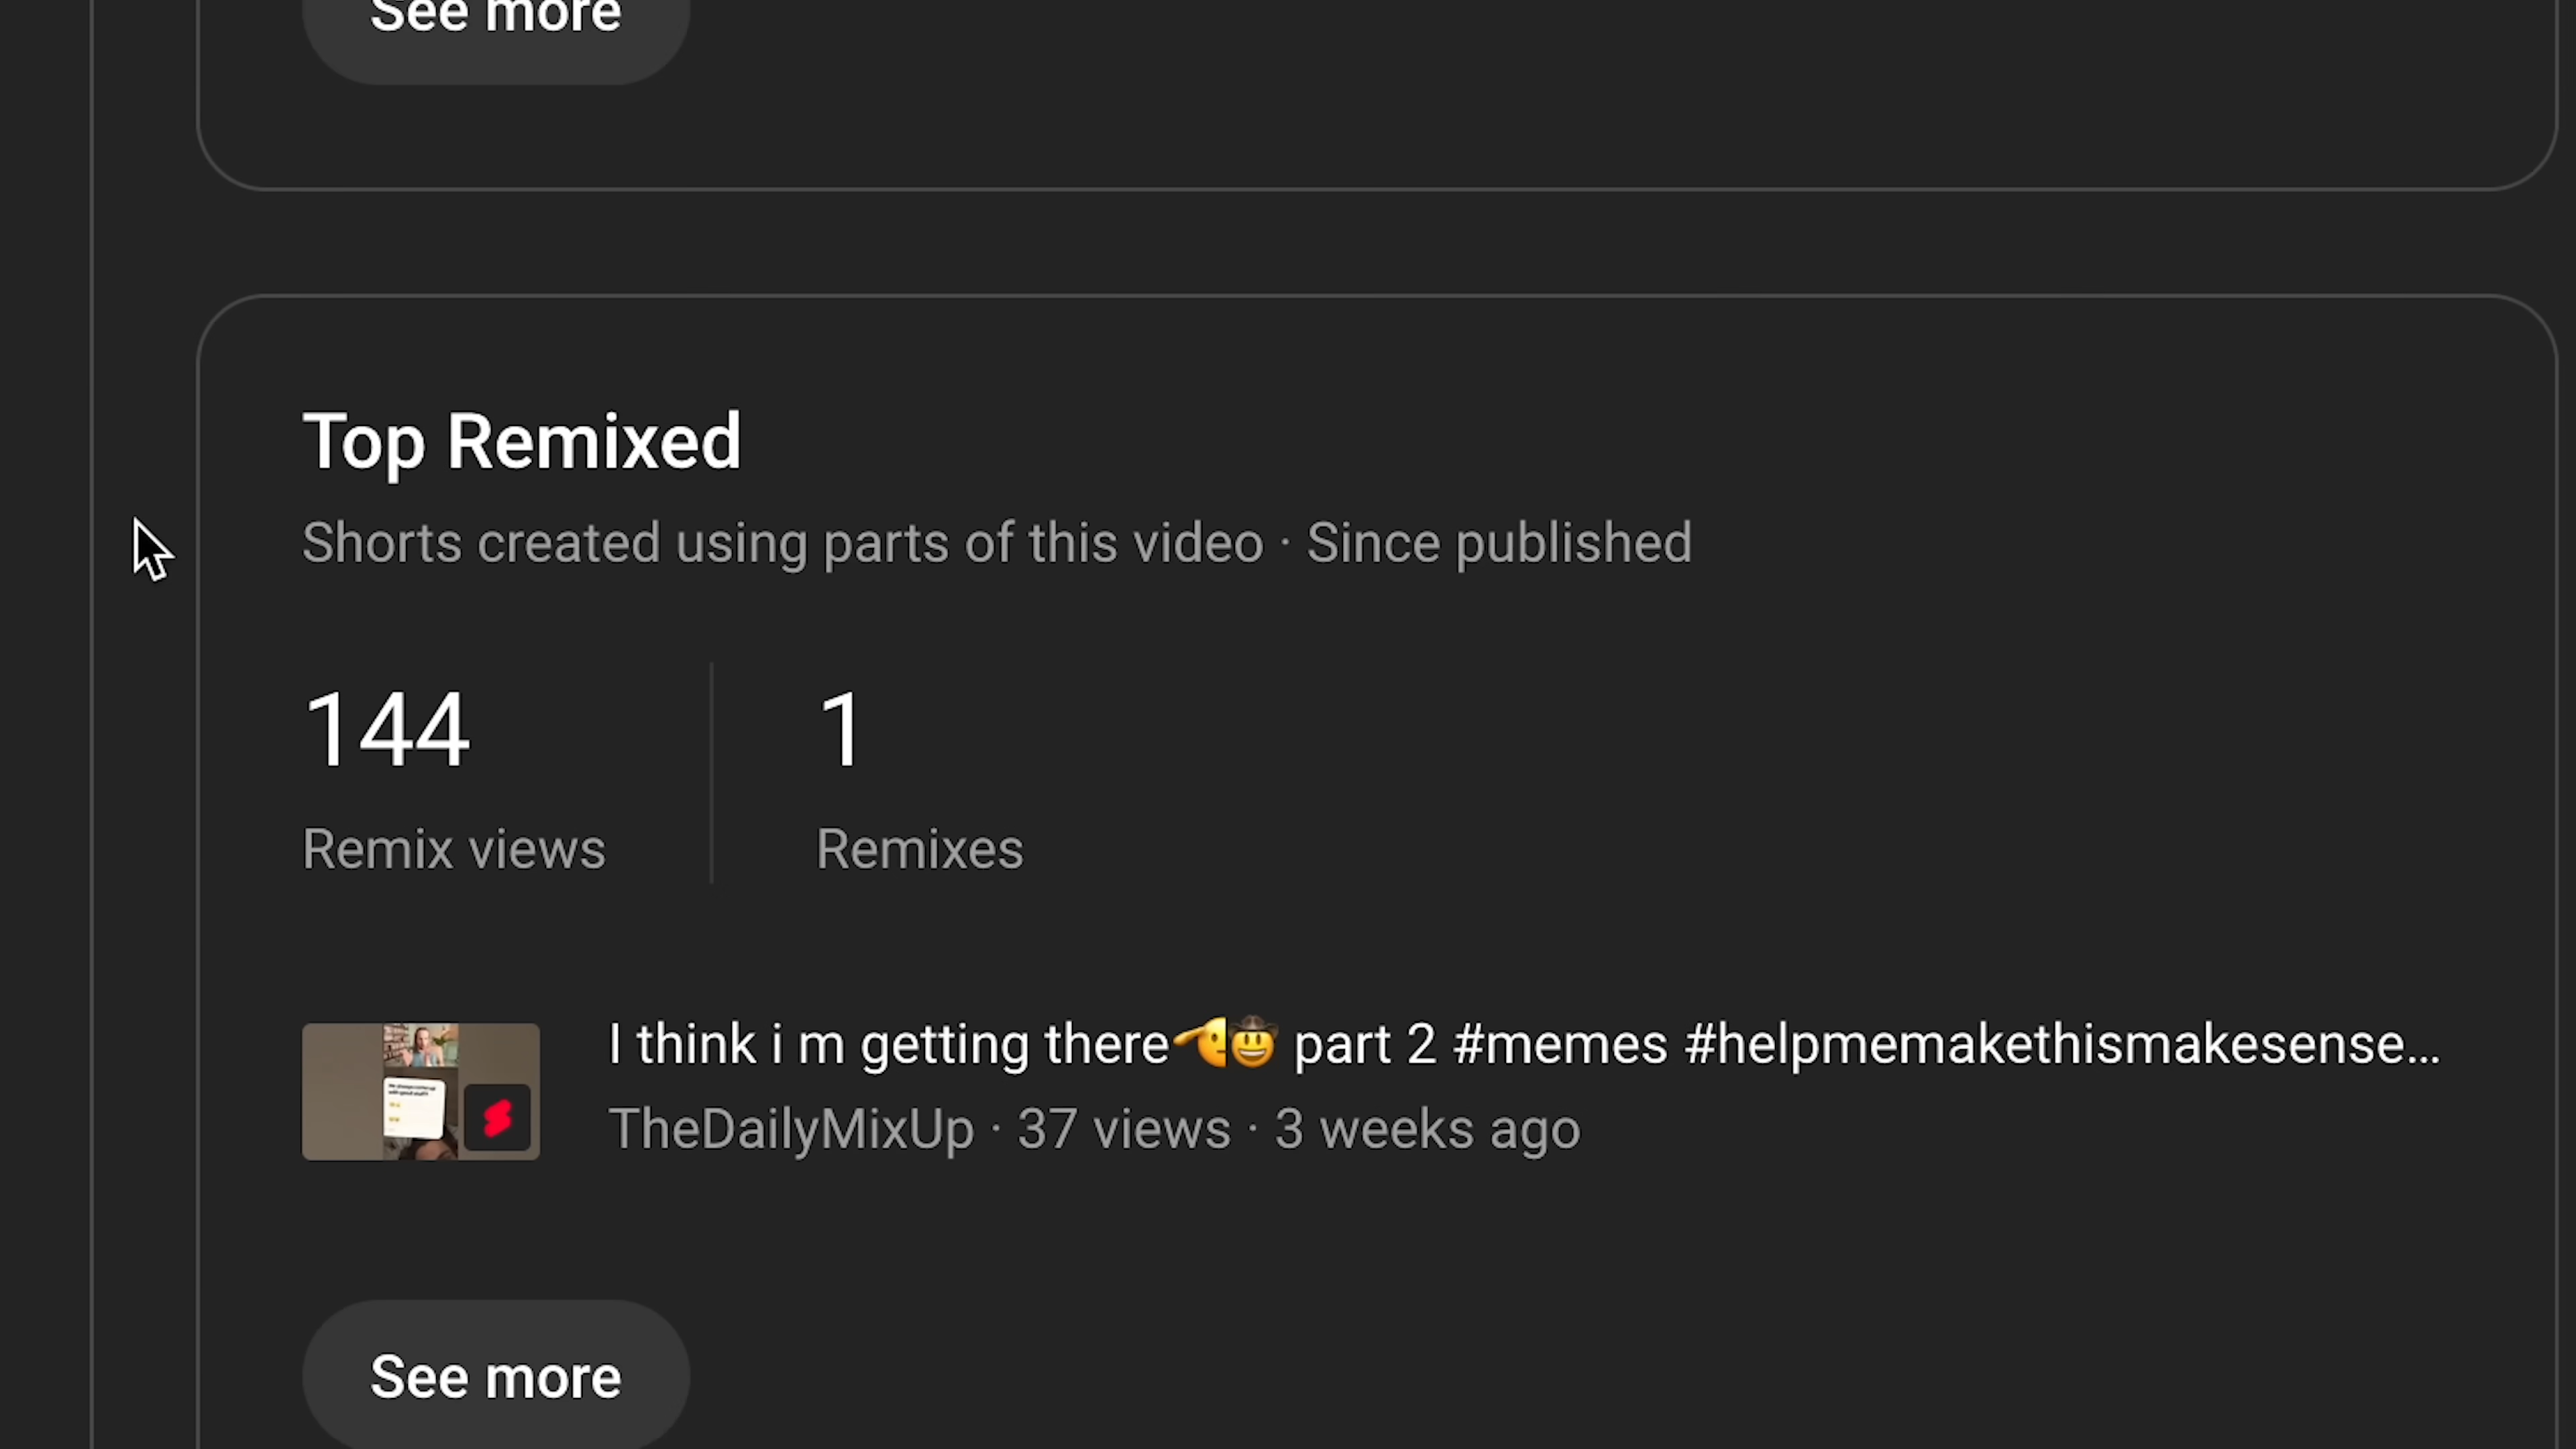 See more
Top Remixed
Shorts created using parts of this video · Since published
144
1
Remix views
Remixes
I think i m getting there🫡🤠 part 2 #memes #helpmemakethismakesense...
TheDailyMixUp · 37 views · 3 weeks ago
See more